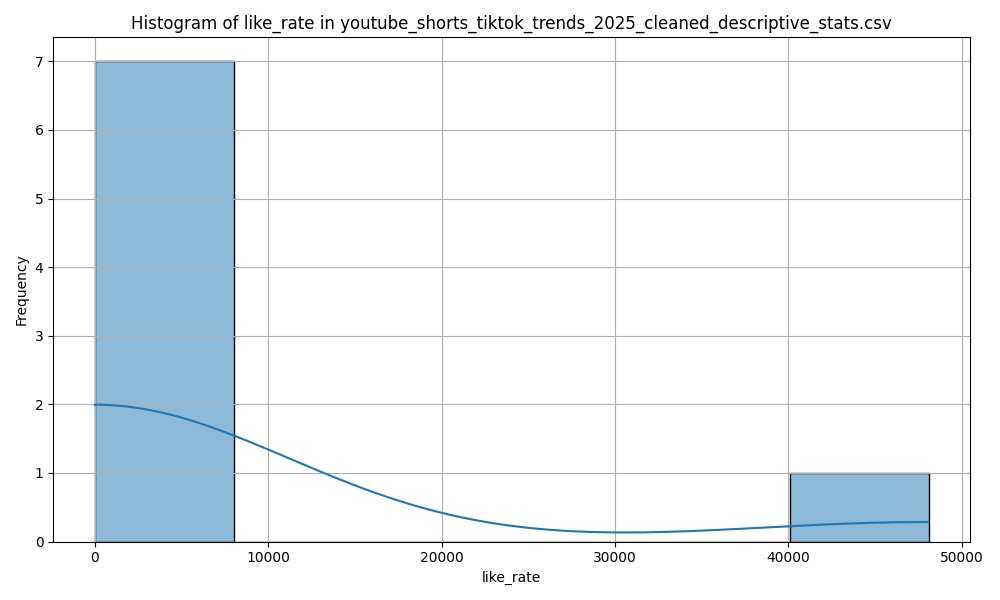 Histogram of like_rate in youtube_shorts_tiktok_trends_2025_cleaned_descriptive_stats.csv
Frequency
7
6
5
4
3
2
1
0
0 10000 20000 30000 40000 50000
like_rate